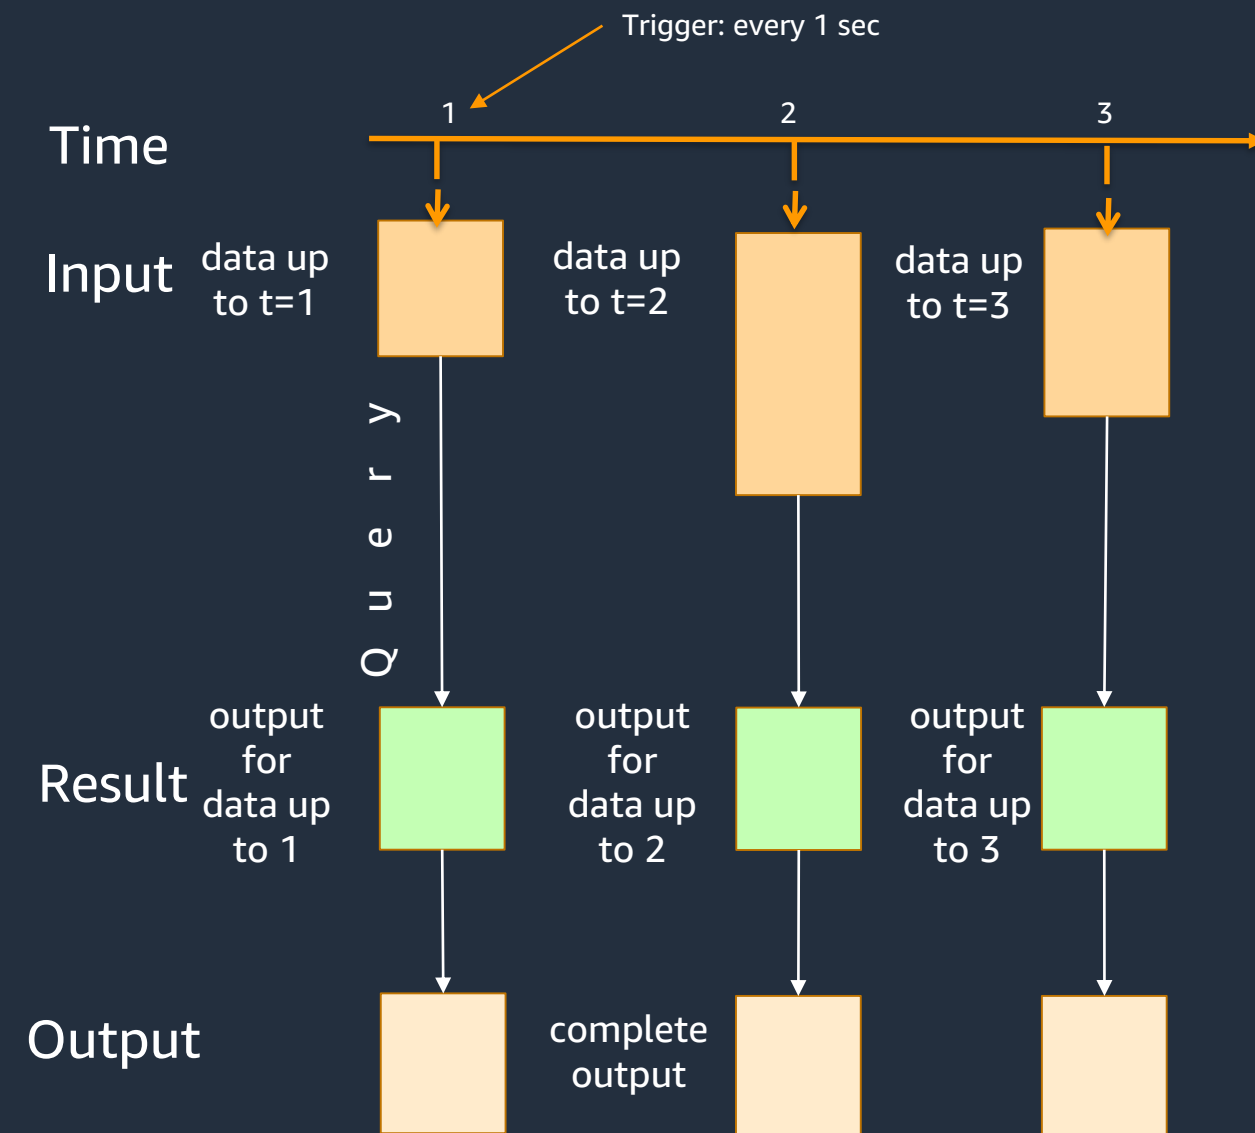 Trigger: every 1 sec
1
2
3
Time
Input
data up
to t=1
data up
to t=2
data up
to t=3
Query
Result
output
for
data up
to 1
output
for
data up
to 2
output
for
data up
to 3
Output
complete
output